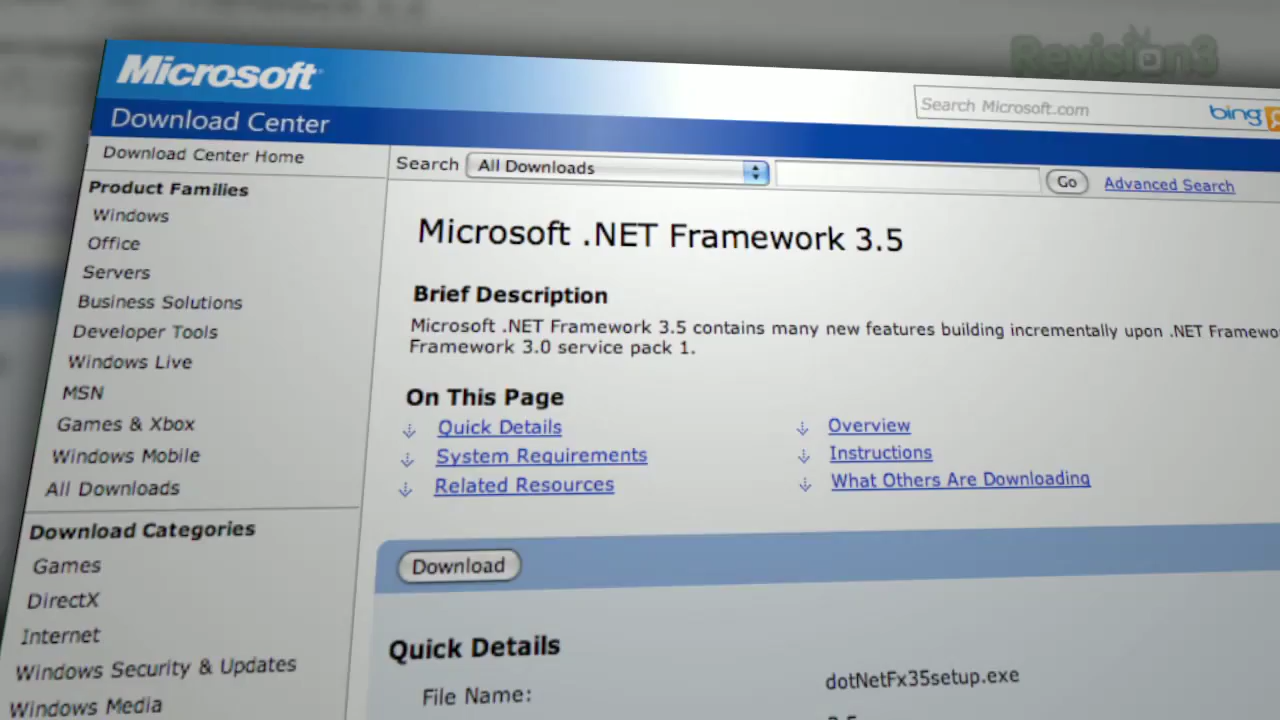 Revision3
Microsoft
Search Microsoft.com
bing
Download Center
Download Center Home
Search
All Downloads
Go
Advanced Search
Product Families
Windows
Office
Servers
Business Solutions
Developer Tools
Windows Live
MSN
Games & Xbox
Windows Mobile
All Downloads
Download Categories
Games
DirectX
Internet
Windows Security & Updates
Windows Media
Microsoft .NET Framework 3.5
Brief Description
Microsoft .NET Framework 3.5 contains many new features building incrementally upon .NET Framewo
Framework 3.0 service pack 1.
On This Page
Quick Details
Overview
System Requirements
Instructions
Related Resources
What Others Are Downloading
Download
Quick Details
File Name:
dotNetFx35setup.exe